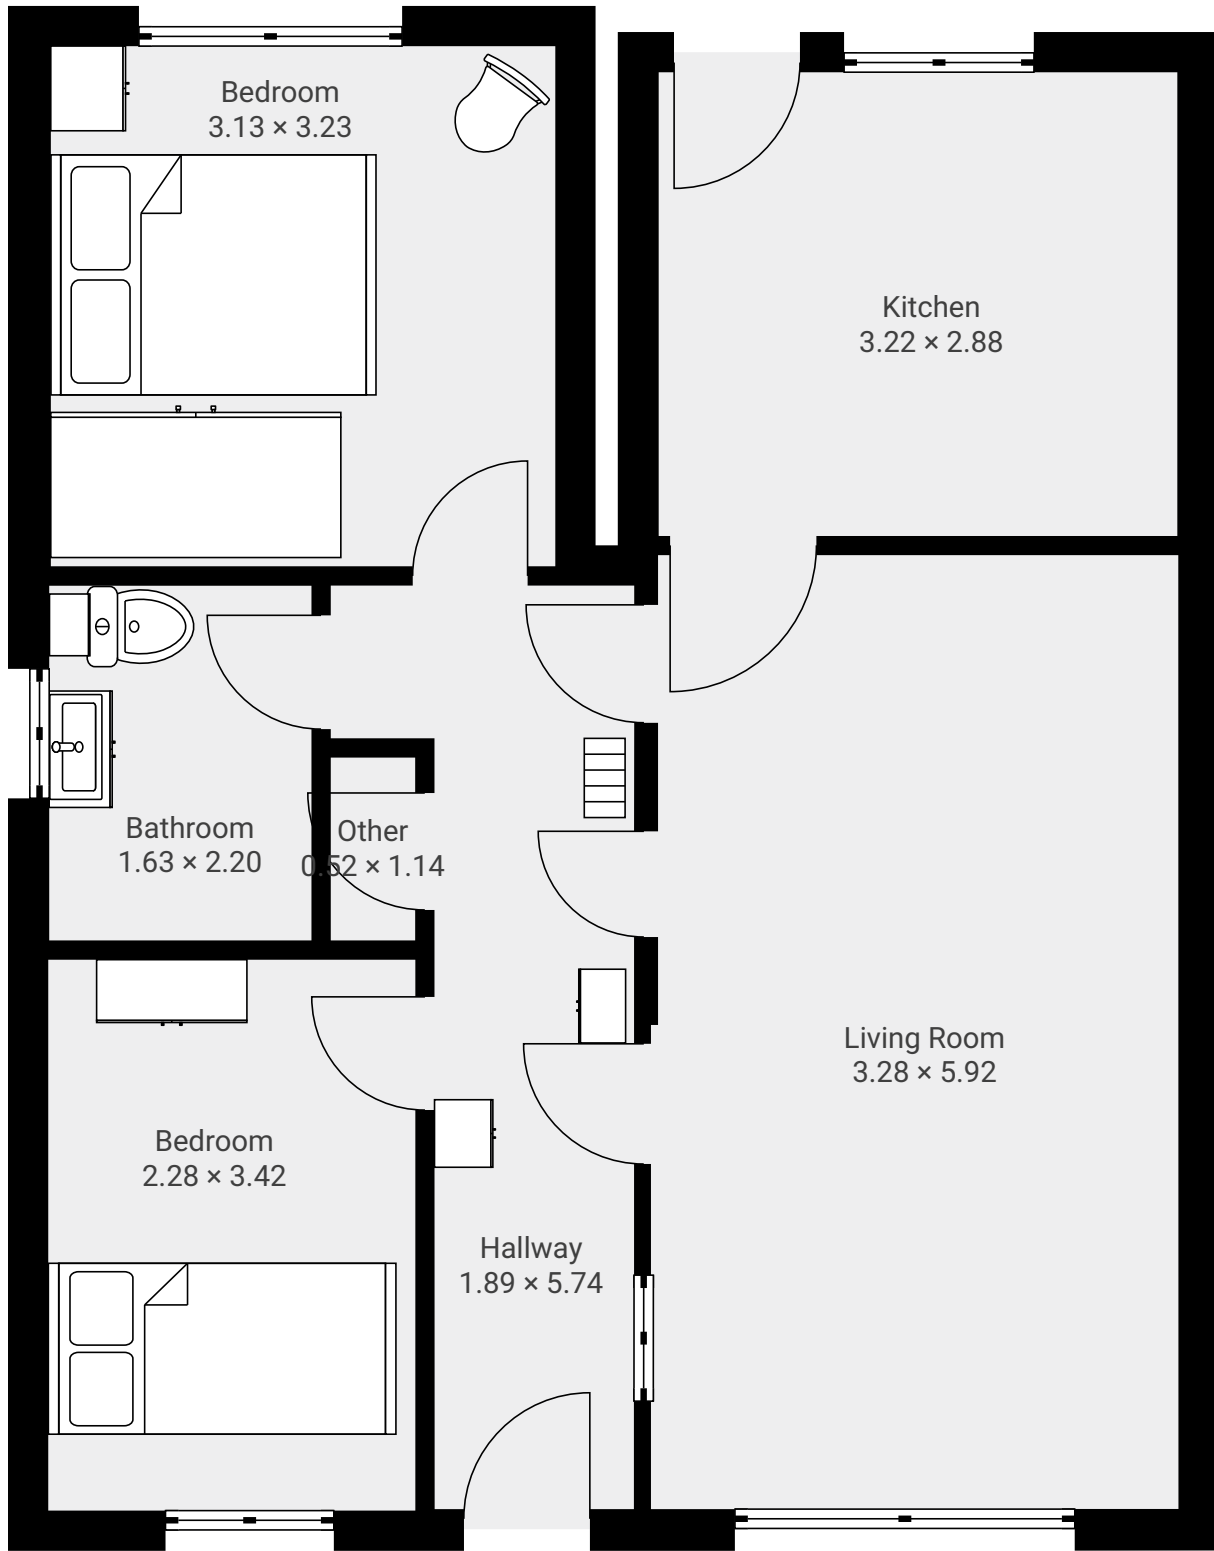 Bedroom
3.13 × 3.23
Kitchen
3.22 × 2.88
Bathroom
1.63 × 2.20
Other
0.52 × 1.14
Living Room
3.28 × 5.92
Bedroom
2.28 × 3.42
Hallway
1.89 × 5.74